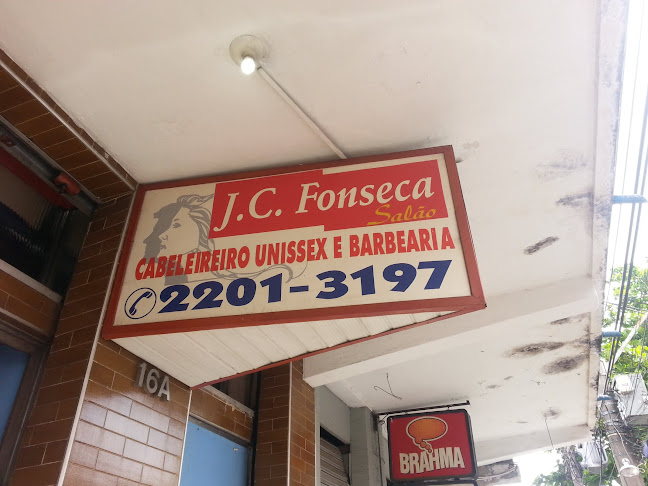 J.C. Fonseca
Salão
CABELEIREIRO UNISSEX E BARBEARIA
2201-3197
16A
BRAHMA